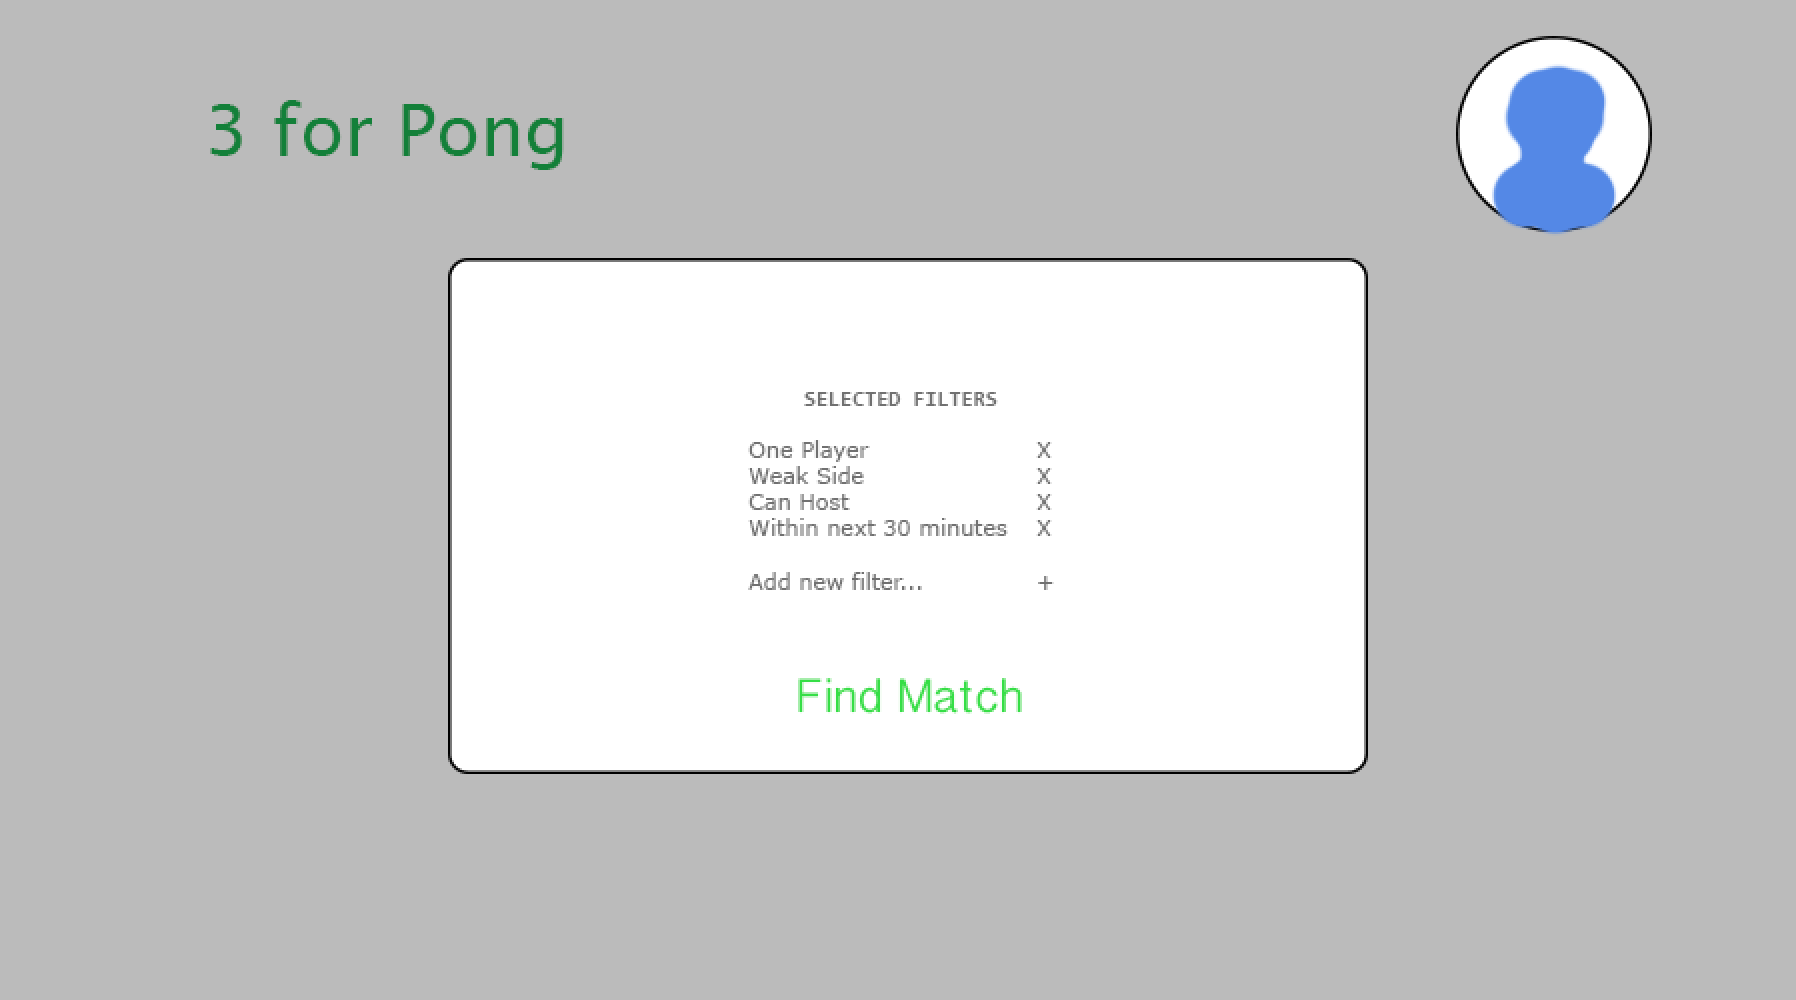 3 for Pong
SELECTED FILTERS
One Player X
Weak Side X
Can Host X
Within next 30 minutes X
Add new filter... +
Find Match